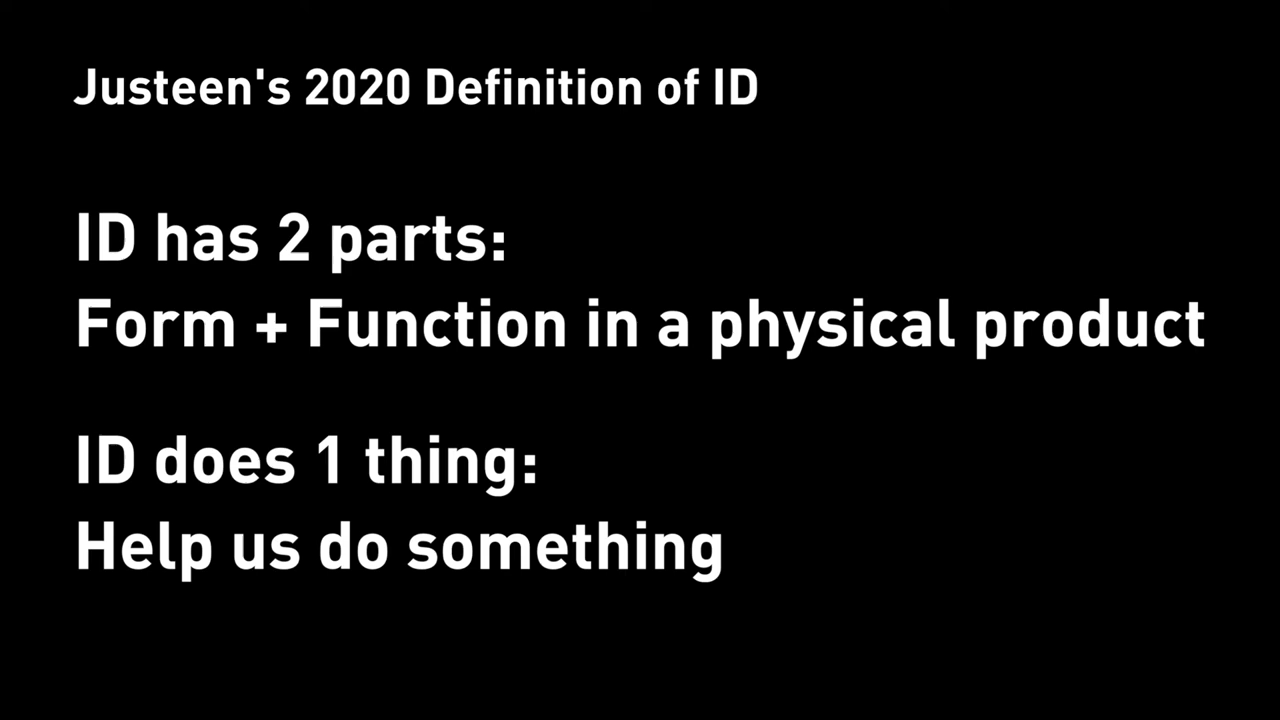 Justeen's 2020 Definition of ID
ID has 2 parts:
Form + Function in a physical product
ID does 1 thing:
Help us do something